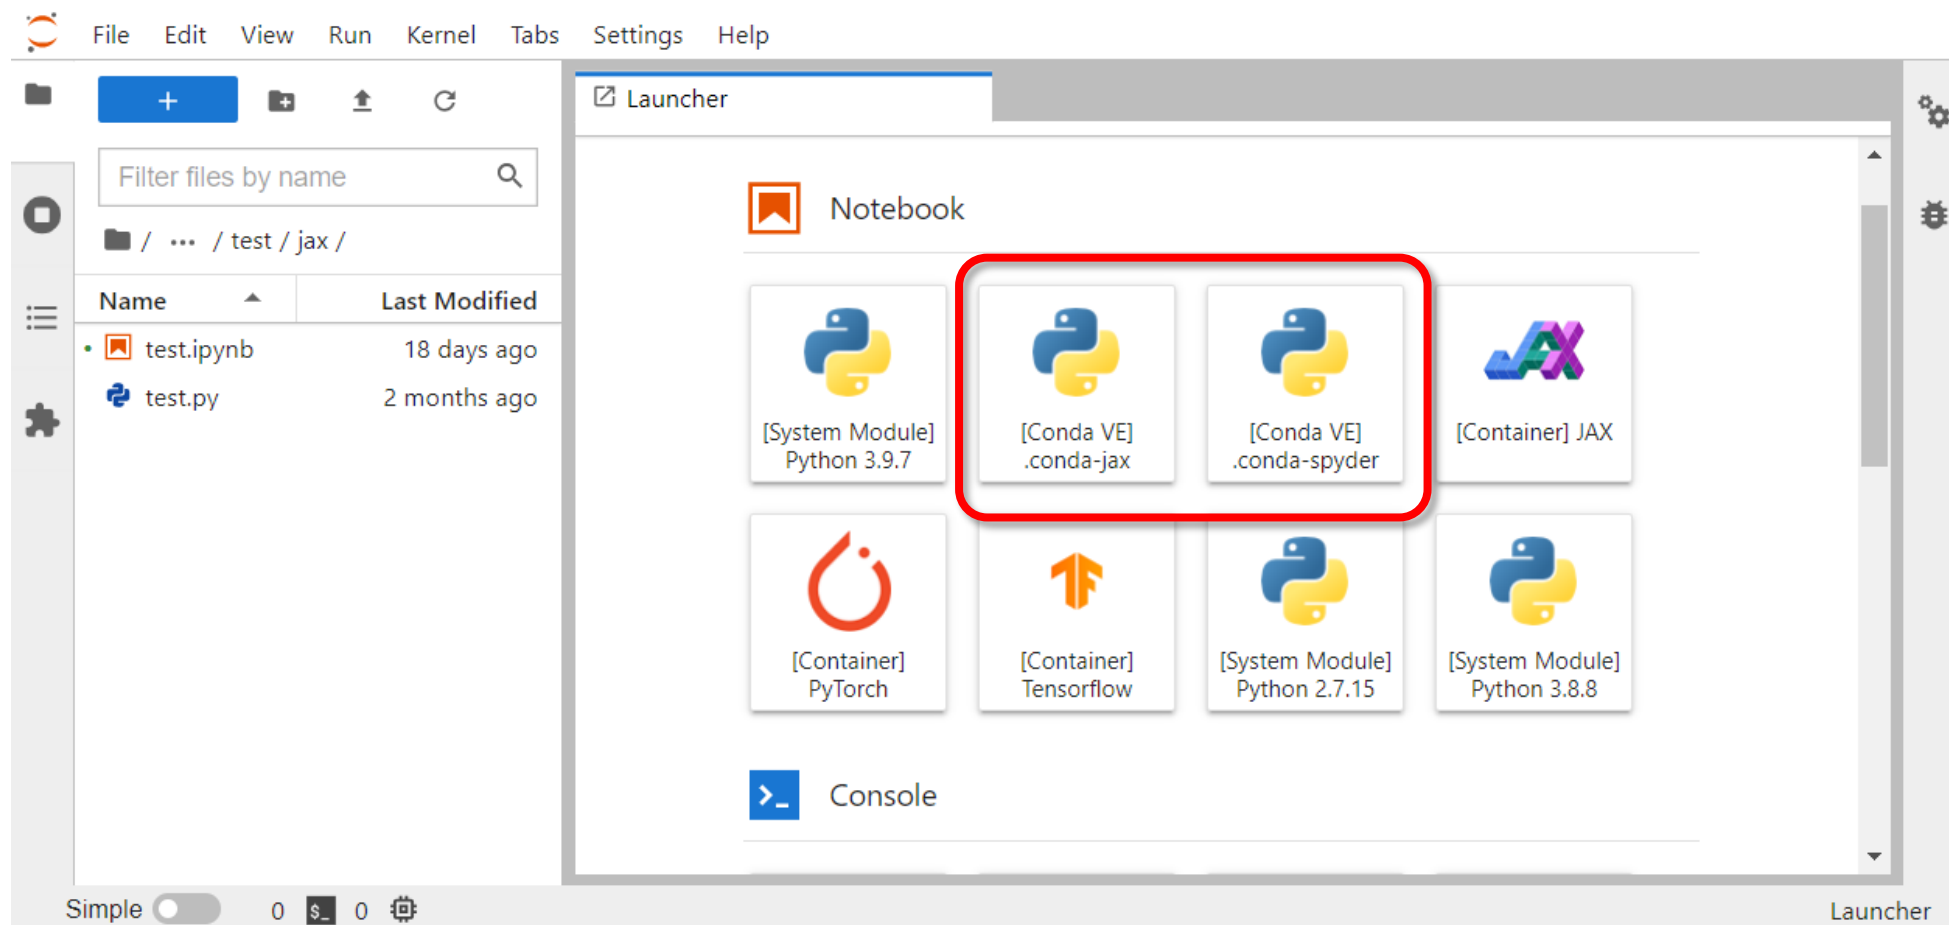 File Edit View Run Kernel Tabs Settings Help
+
Filter files by name
/ ··· / test / jax /
Name Last Modified
test.ipynb 18 days ago
test.py 2 months ago
Launcher
Notebook
[System Module]
Python 3.9.7
[Conda VE]
.conda-jax
[Conda VE]
.conda-spyder
JAX
[Container] JAX
[Container]
PyTorch
[Container]
Tensorflow
[System Module]
Python 2.7.15
[System Module]
Python 3.8.8
Console
Simple 0 $_ 0
Launcher